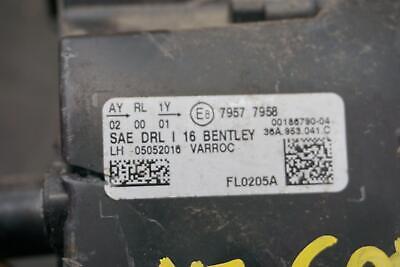 AY RL 1Y
02 00 01
E8 7957 7958
00186790-04
SAE DRL I 16 BENTLEY
36A.953.041.C
LH 05052016 VARROC
FL0205A